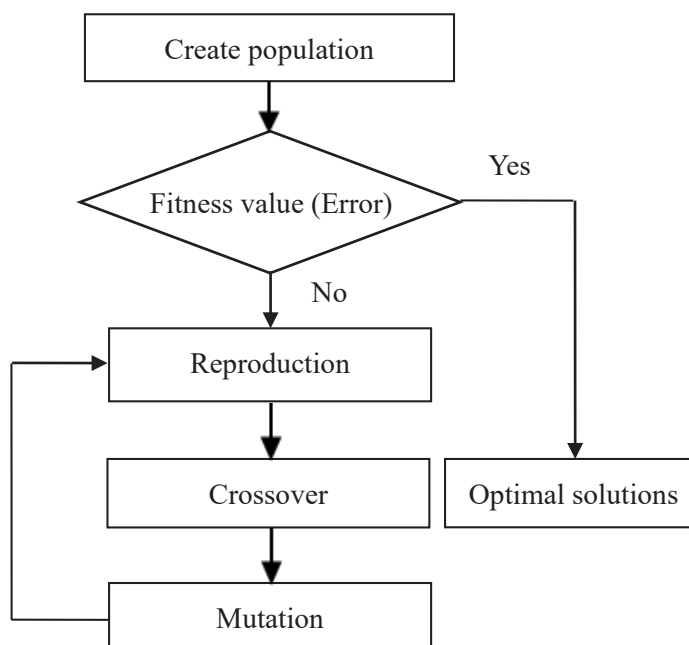 Create population
Yes
Fitness value (Error)
No
Reproduction
Crossover
Optimal solutions
Mutation